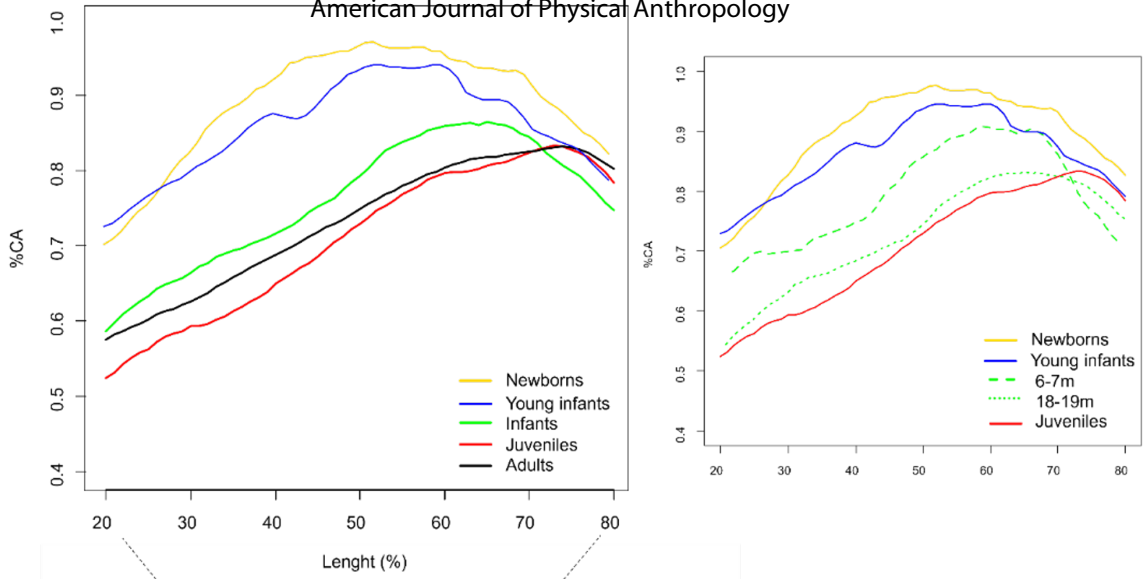 American Journal of Physical Anthropology
%CA
1.0
0.9
0.8
0.7
0.6
0.5
0.4
Newborns
Young infants
Infants
Juveniles
Adults
20 30 40 50 60 70 80
Lenght (%)
%CA
1.0
0.9
0.8
0.7
0.6
0.5
0.4
Newborns
Young infants
6-7m
18-19m
Juveniles
20 30 40 50 60 70 80